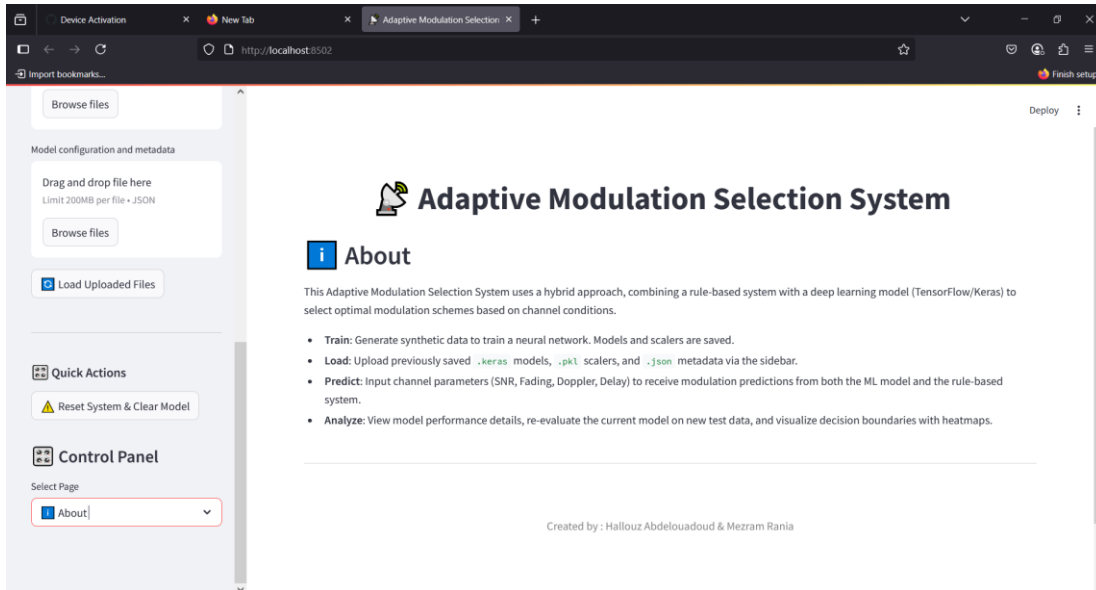 Device Activation
New Tab
Adaptive Modulation Selection
http://localhost:8502
Import bookmarks...
Finish setup
Browse files
Model configuration and metadata
Drag and drop file here
Limit 200MB per file • JSON
Browse files
Load Uploaded Files
Quick Actions
Reset System & Clear Model
Control Panel
Select Page
i About
Deploy
Adaptive Modulation Selection System
i About
This Adaptive Modulation Selection System uses a hybrid approach, combining a rule-based system with a deep learning model (TensorFlow/Keras) to
select optimal modulation schemes based on channel conditions.
• Train: Generate synthetic data to train a neural network. Models and scalers are saved.
• Load: Upload previously saved .keras models, .pkl scalers, and .json metadata via the sidebar.
• Predict: Input channel parameters (SNR, Fading, Doppler, Delay) to receive modulation predictions from both the ML model and the rule-based
system.
• Analyze: View model performance details, re-evaluate the current model on new test data, and visualize decision boundaries with heatmaps.
Created by : Hallouz Abdelouadoud & Mezram Rania